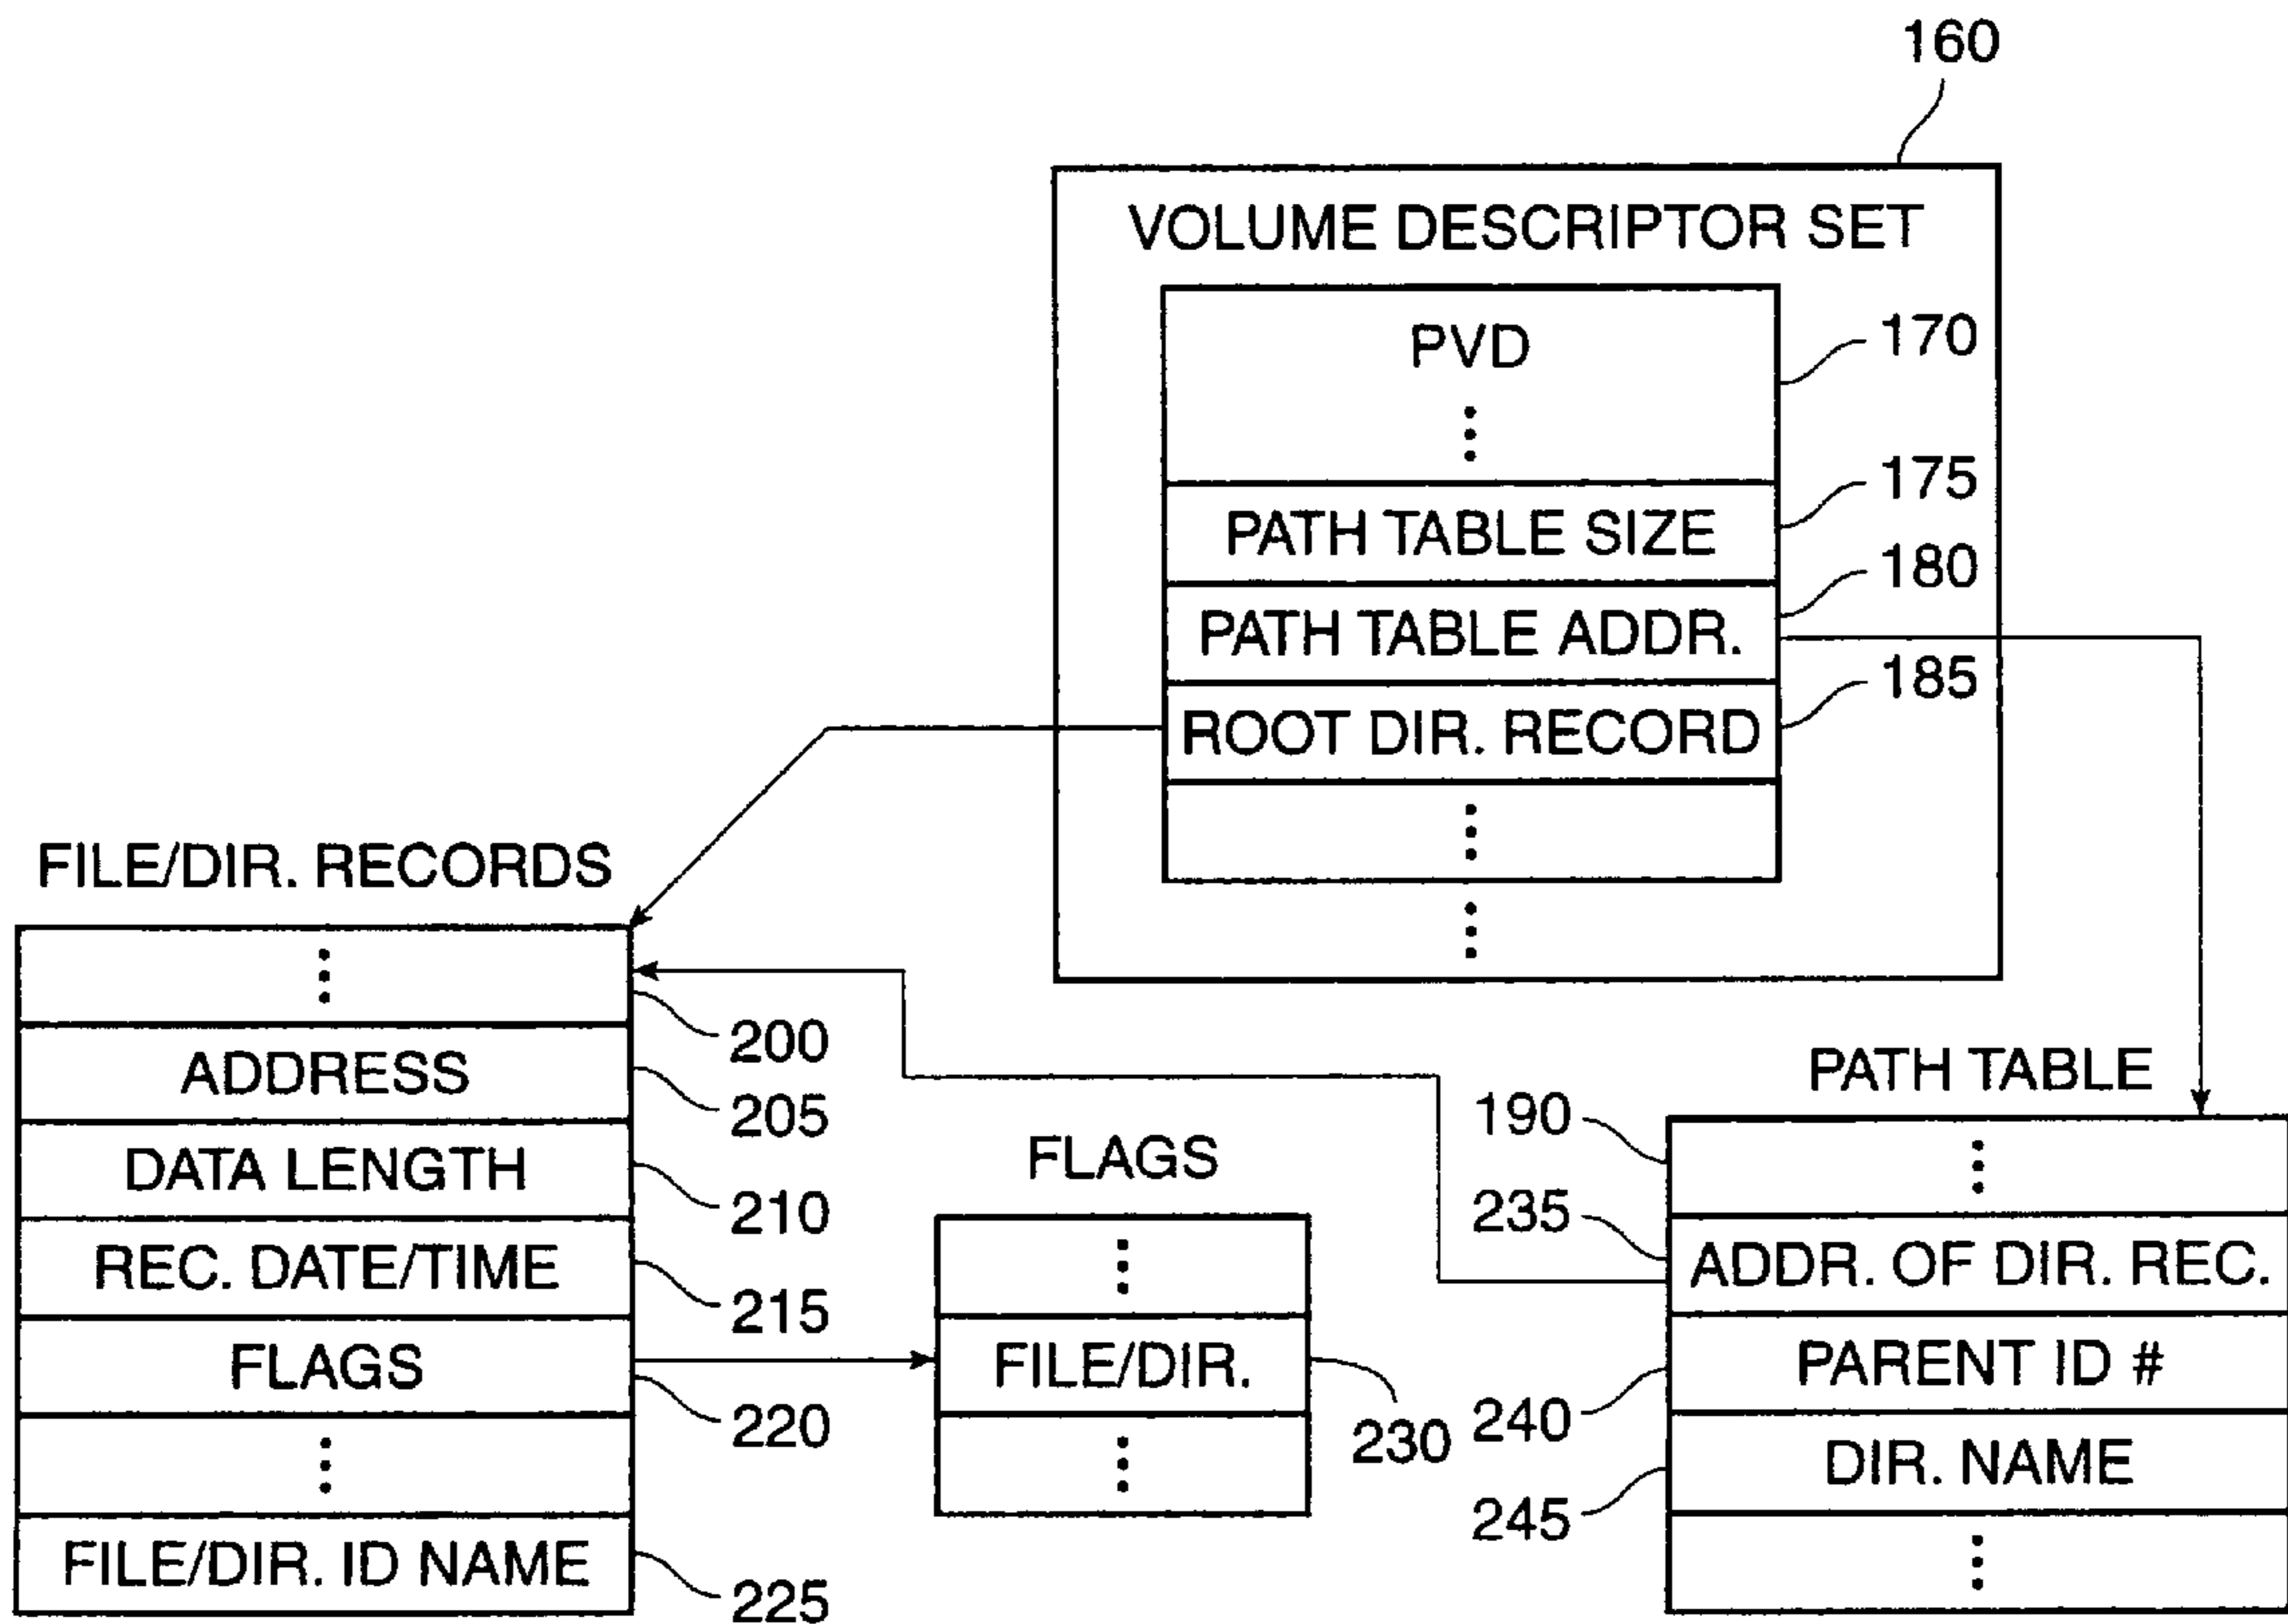 160
VOLUME DESCRIPTOR SET
PVD
170
PATH TABLE SIZE
175
PATH TABLE ADDR.
180
ROOT DIR. RECORD
185
FILE/DIR. RECORDS
200
ADDRESS
205
DATA LENGTH
210
REC. DATE/TIME
215
FLAGS
220
FILE/DIR. ID NAME
225
FLAGS
FILE/DIR.
230
PATH TABLE
190
235
ADDR. OF DIR. REC.
PARENT ID #
240
DIR. NAME
245